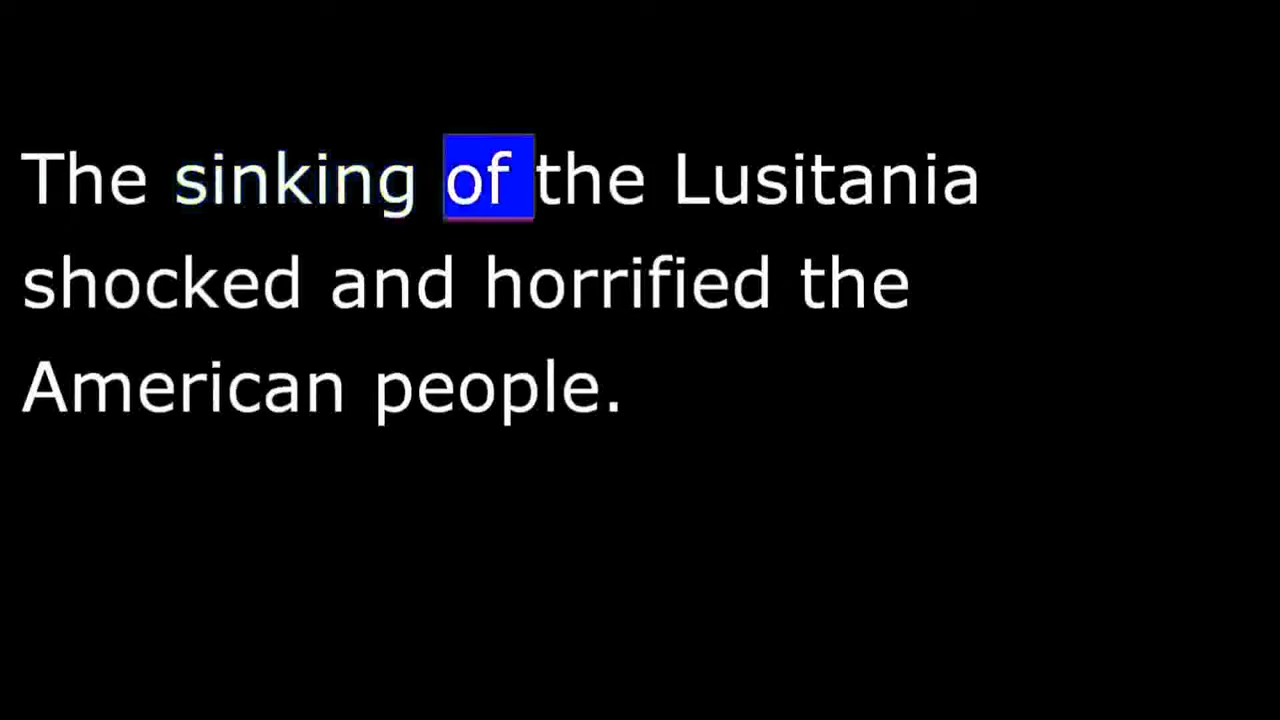 The sinking of the Lusitania
shocked and horrified the
American people.